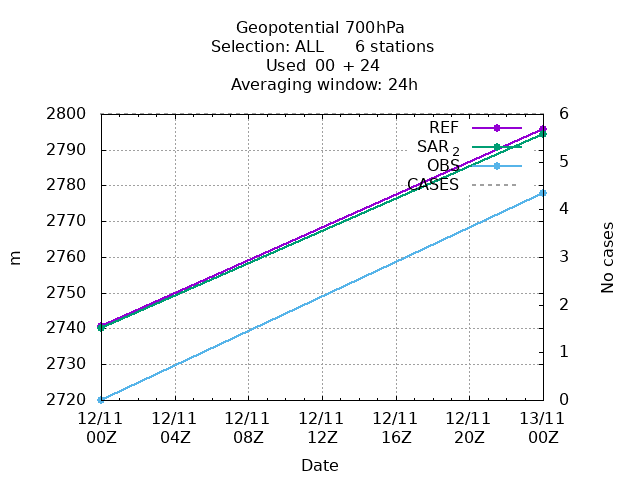 Geopotential 700hPa
Selection: ALL 6 stations
Used 00 + 24
Averaging window: 24h
2800
2790
2780
2770
2760
2750
2740
2730
2720
m
REF
SAR 2
OBS
CASES
6
5
4
3
2
1
0
No cases
12/11 12/11 12/11 12/11 12/11 12/11 13/11
00Z 04Z 08Z 12Z 16Z 20Z 00Z
Date